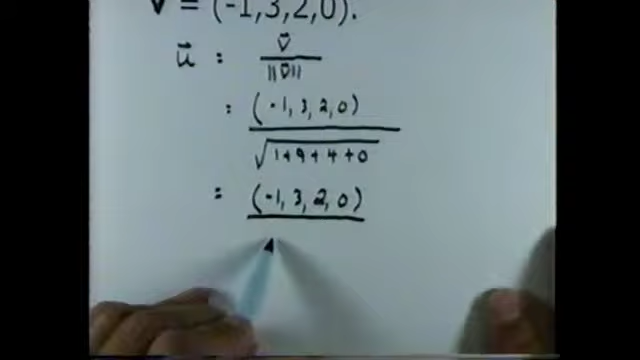 v = (-1,3,2,0).
u⃗ = v⃗ / ||v⃗||
= (-1, 3, 2, 0) / √1+9+4+0
= (-1, 3, 2, 0)